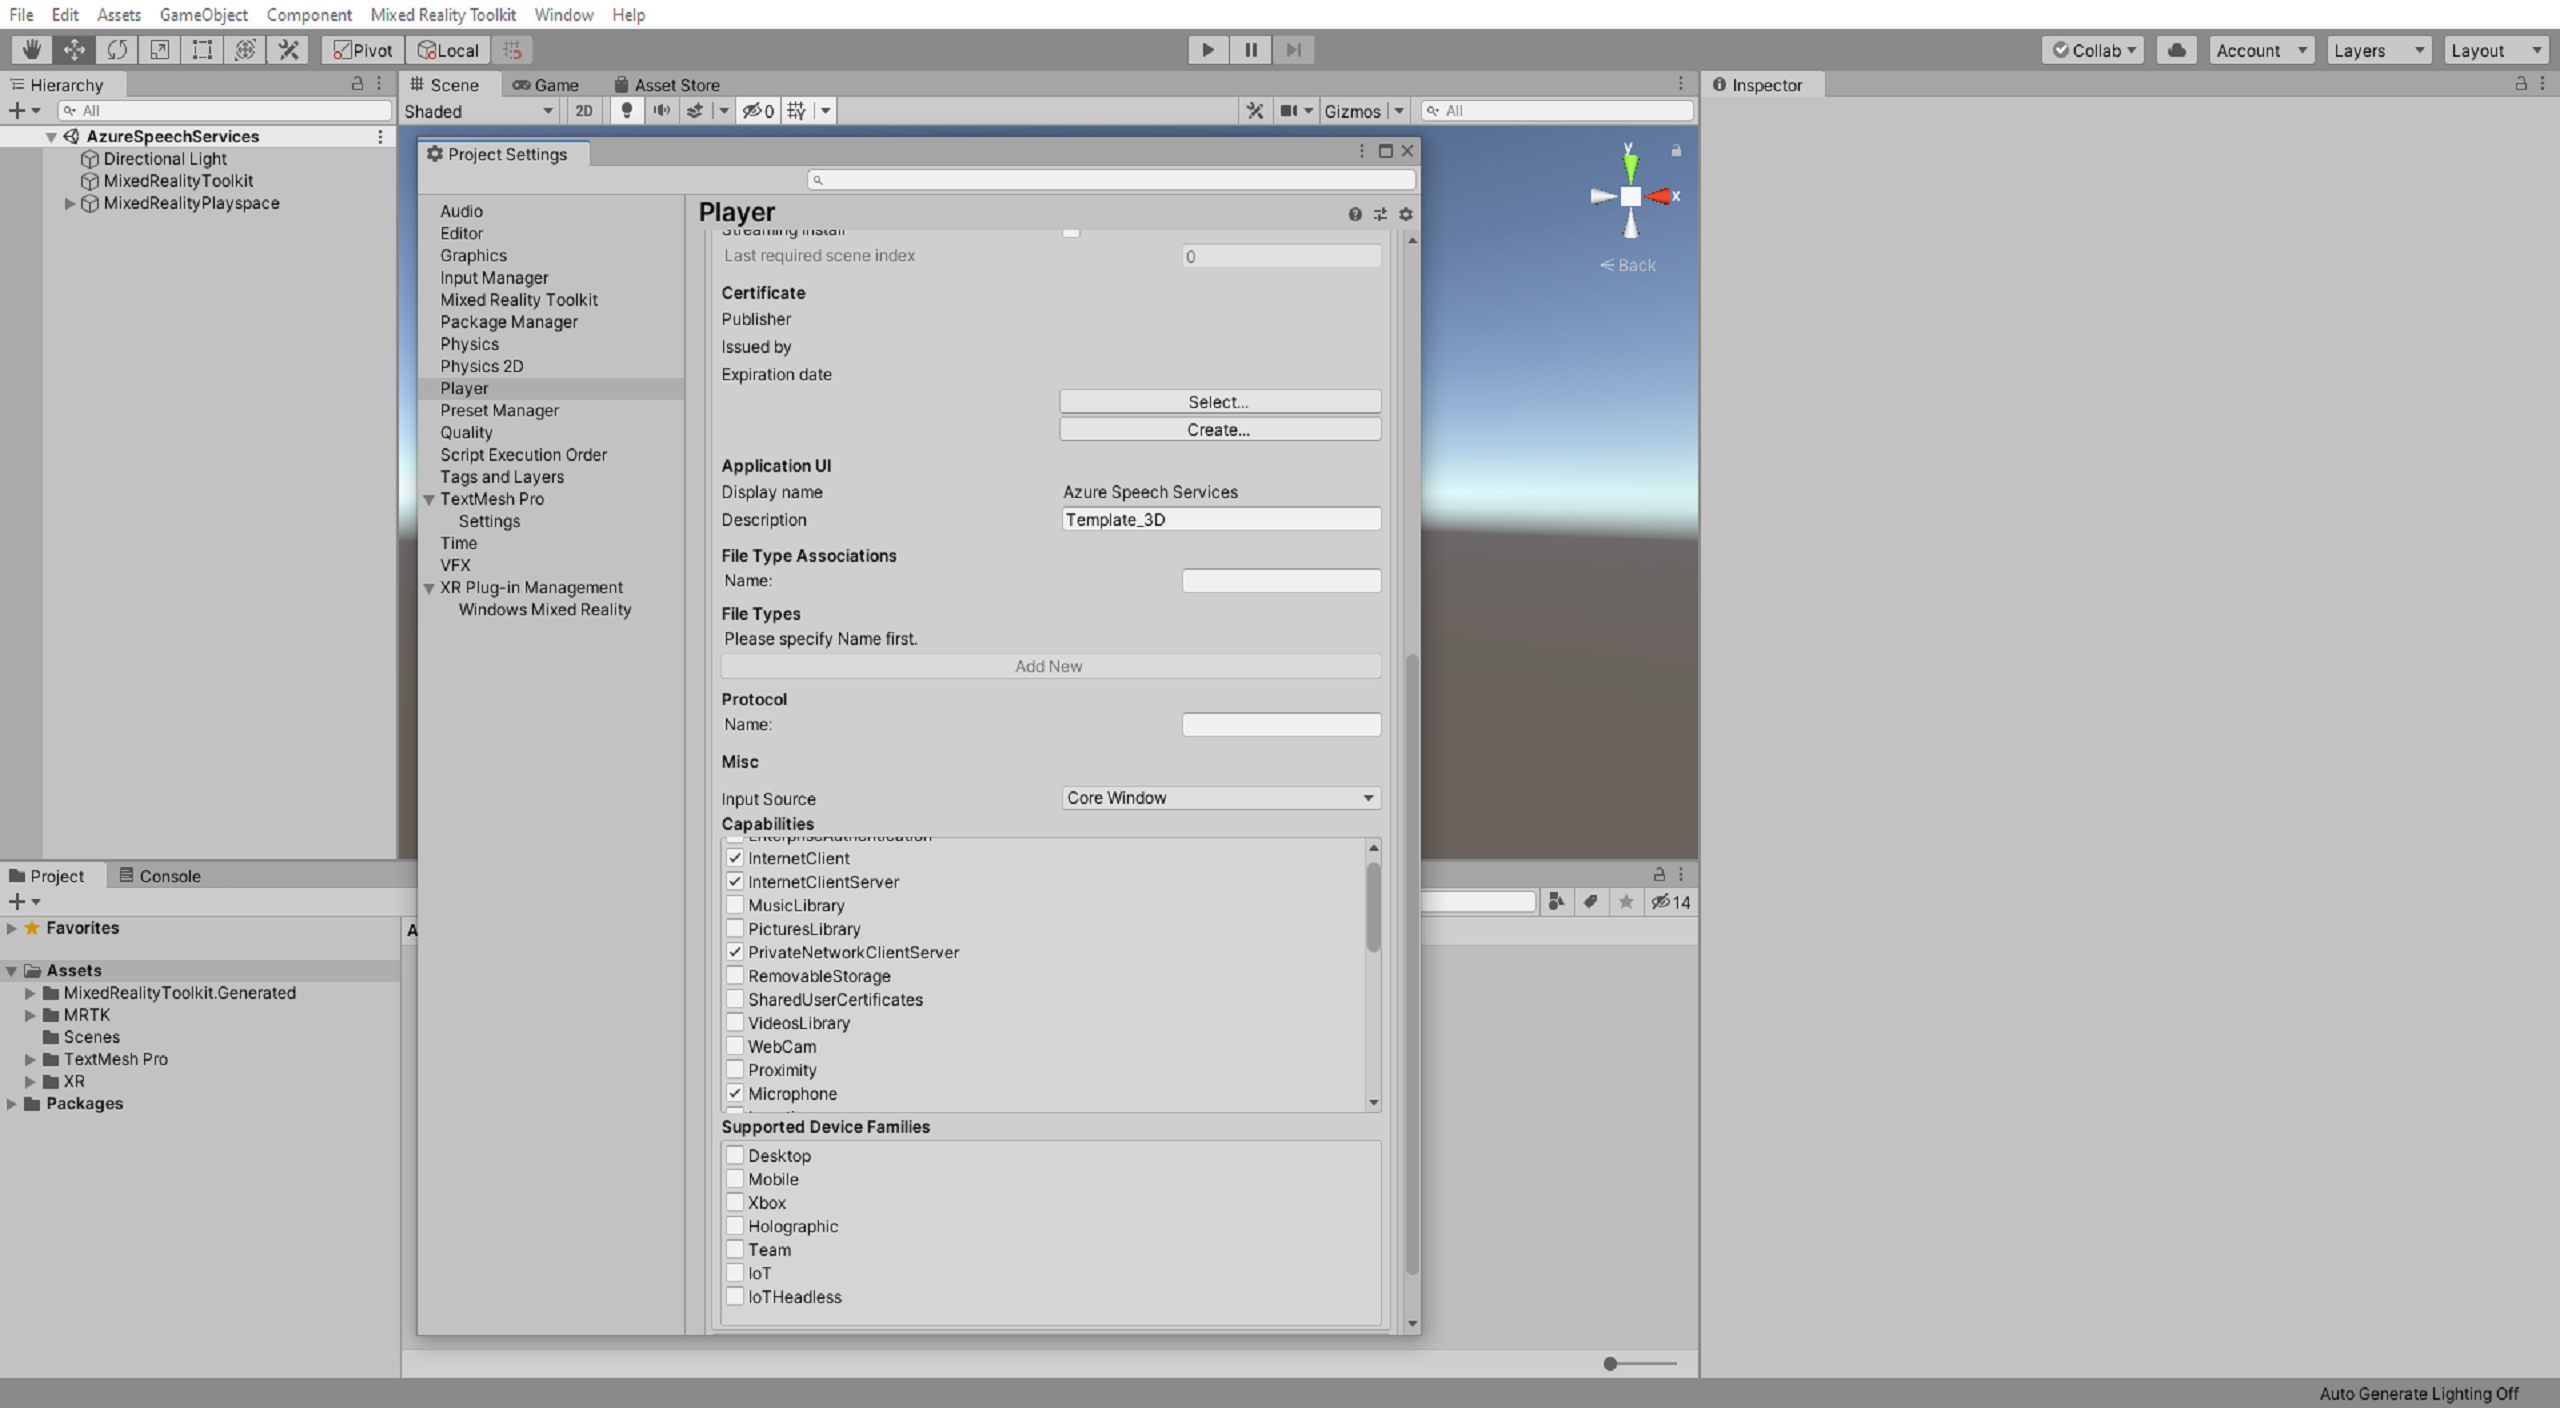 File Edit Assets GameObject Component Mixed Reality Toolkit Window Help
Pivot Local Collab Account Layers Layout
Hierarchy
All
AzureSpeechServices
Directional Light
MixedRealityToolkit
MixedRealityPlayspace
Scene Game Asset Store
Shaded 2D 0 Gizmos All
y
x
Back
Inspector
Project Settings
Audio
Editor
Graphics
Input Manager
Mixed Reality Toolkit
Package Manager
Physics
Physics 2D
Player
Preset Manager
Quality
Script Execution Order
Tags and Layers
TextMesh Pro
Settings
Time
VFX
XR Plug-in Management
Windows Mixed Reality
Player
Streaming Install
Last required scene index 0
Certificate
Publisher
Issued by
Expiration date
Select...
Create...
Application UI
Display name Azure Speech Services
Description Template_3D
File Type Associations
Name:
File Types
Please specify Name first.
Add New
Protocol
Name:
Misc
Input Source Core Window
Capabilities
EnterpriseAuthentication
InternetClient
InternetClientServer
MusicLibrary
PicturesLibrary
PrivateNetworkClientServer
RemovableStorage
SharedUserCertificates
VideosLibrary
WebCam
Proximity
Microphone
Supported Device Families
Desktop
Mobile
Xbox
Holographic
Team
IoT
IoTHeadless
Project Console
14
Favorites
A
Assets
MixedRealityToolkit.Generated
MRTK
Scenes
TextMesh Pro
XR
Packages
Auto Generate Lighting Off